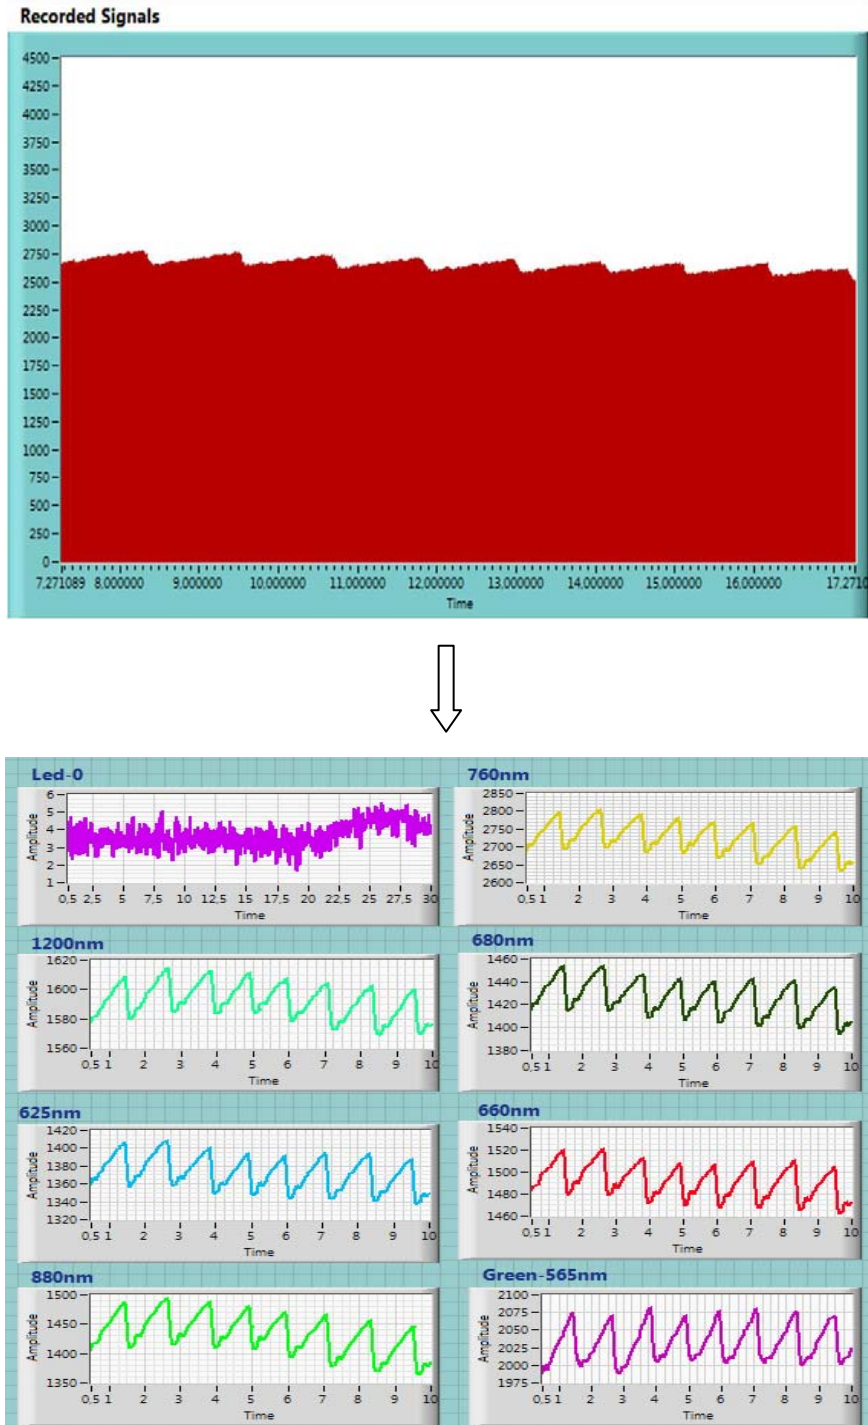 Recorded Signals
4500
4250
4000
3750
3500
3250
3000
2750
2500
2250
2000
1750
1500
1250
1000
750
500
250
0
7,271089 8,000000 9,000000 10,000000 11,000000 12,000000 13,000000 14,000000 15,000000 16,000000 17,2710
Time
Led-0
Amplitude
6
5
4
3
2
1
0,5 2,5 5 7,5 10 12,5 15 17,5 20 22,5 25 27,5 30
Time
760nm
Amplitude
2850
2800
2750
2700
2650
2600
0,5 1 2 3 4 5 6 7 8 9 10
Time
1200nm
Amplitude
1620
1600
1580
1560
0,5 1 2 3 4 5 6 7 8 9 10
Time
680nm
Amplitude
1460
1440
1420
1400
1380
0,5 1 2 3 4 5 6 7 8 9 10
Time
625nm
Amplitude
1420
1400
1380
1360
1340
1320
0,5 1 2 3 4 5 6 7 8 9 10
Time
660nm
Amplitude
1540
1520
1500
1480
1460
0,5 1 2 3 4 5 6 7 8 9 10
Time
880nm
Amplitude
1500
1450
1400
1350
0,5 1 2 3 4 5 6 7 8 9 10
Time
Green-565nm
Amplitude
2100
2075
2050
2025
2000
1975
0,5 1 2 3 4 5 6 7 8 9 10
Time